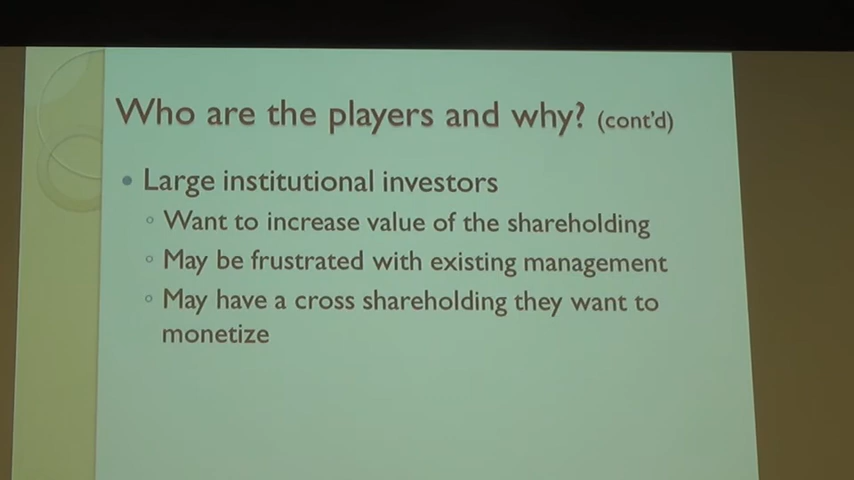 Who are the players and why? (cont'd)
Large institutional investors
Want to increase value of the shareholding
May be frustrated with existing management
May have a cross shareholding they want to
monetize